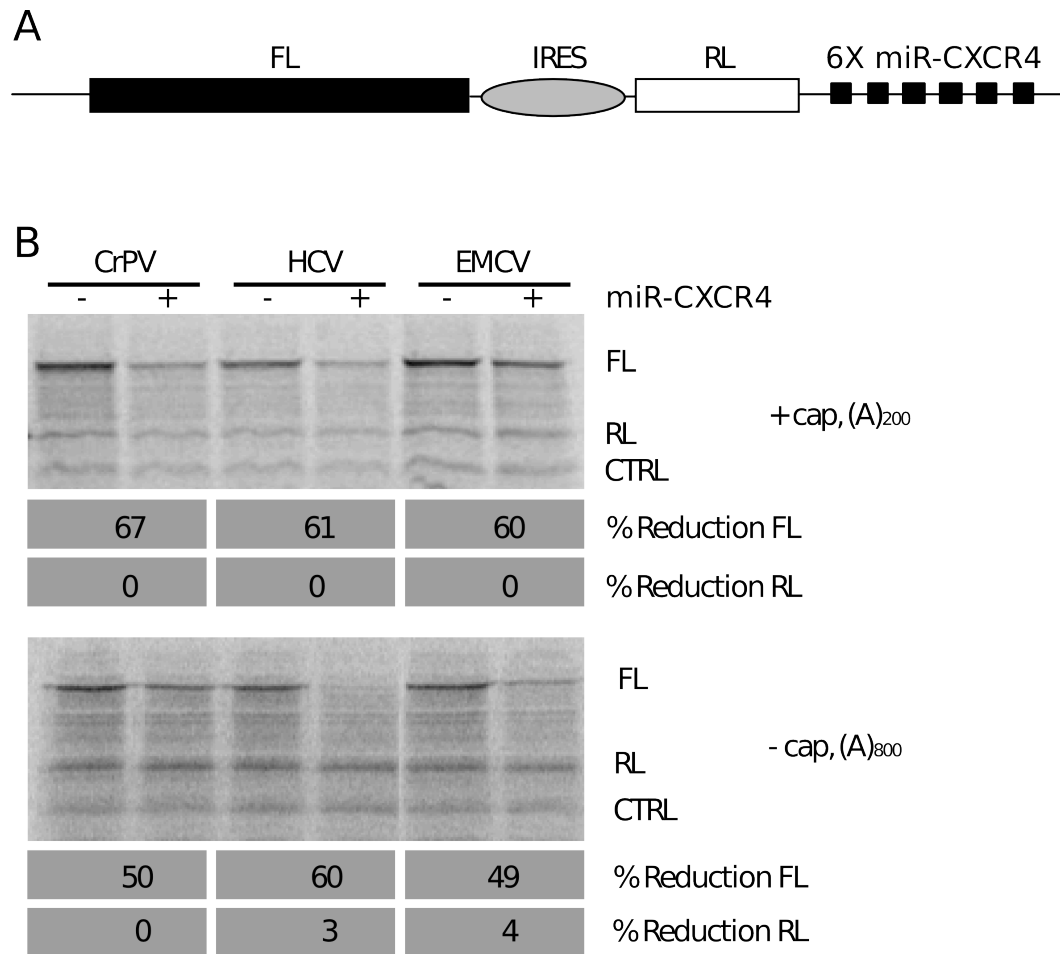 A
FL IRES RL 6X miR-CXCR4
B
CrPV HCV EMCV
- + - + - + miR-CXCR4
FL
+ cap, (A)200
RL
CTRL
67 61 60 % Reduction FL
0 0 0 % Reduction RL
FL
- cap, (A)800
RL
CTRL
50 60 49 % Reduction FL
0 3 4 % Reduction RL